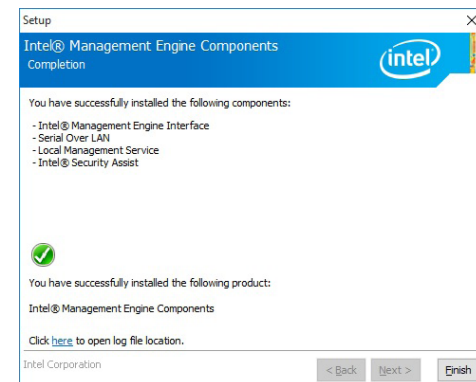 Setup
Intel® Management Engine Components
Completion
intel
You have successfully installed the following components:
- Intel® Management Engine Interface
- Serial Over LAN
- Local Management Service
- Intel® Security Assist
You have successfully installed the following product:
Intel® Management Engine Components
Click here to open log file location.
Intel Corporation
< Back Next > Finish